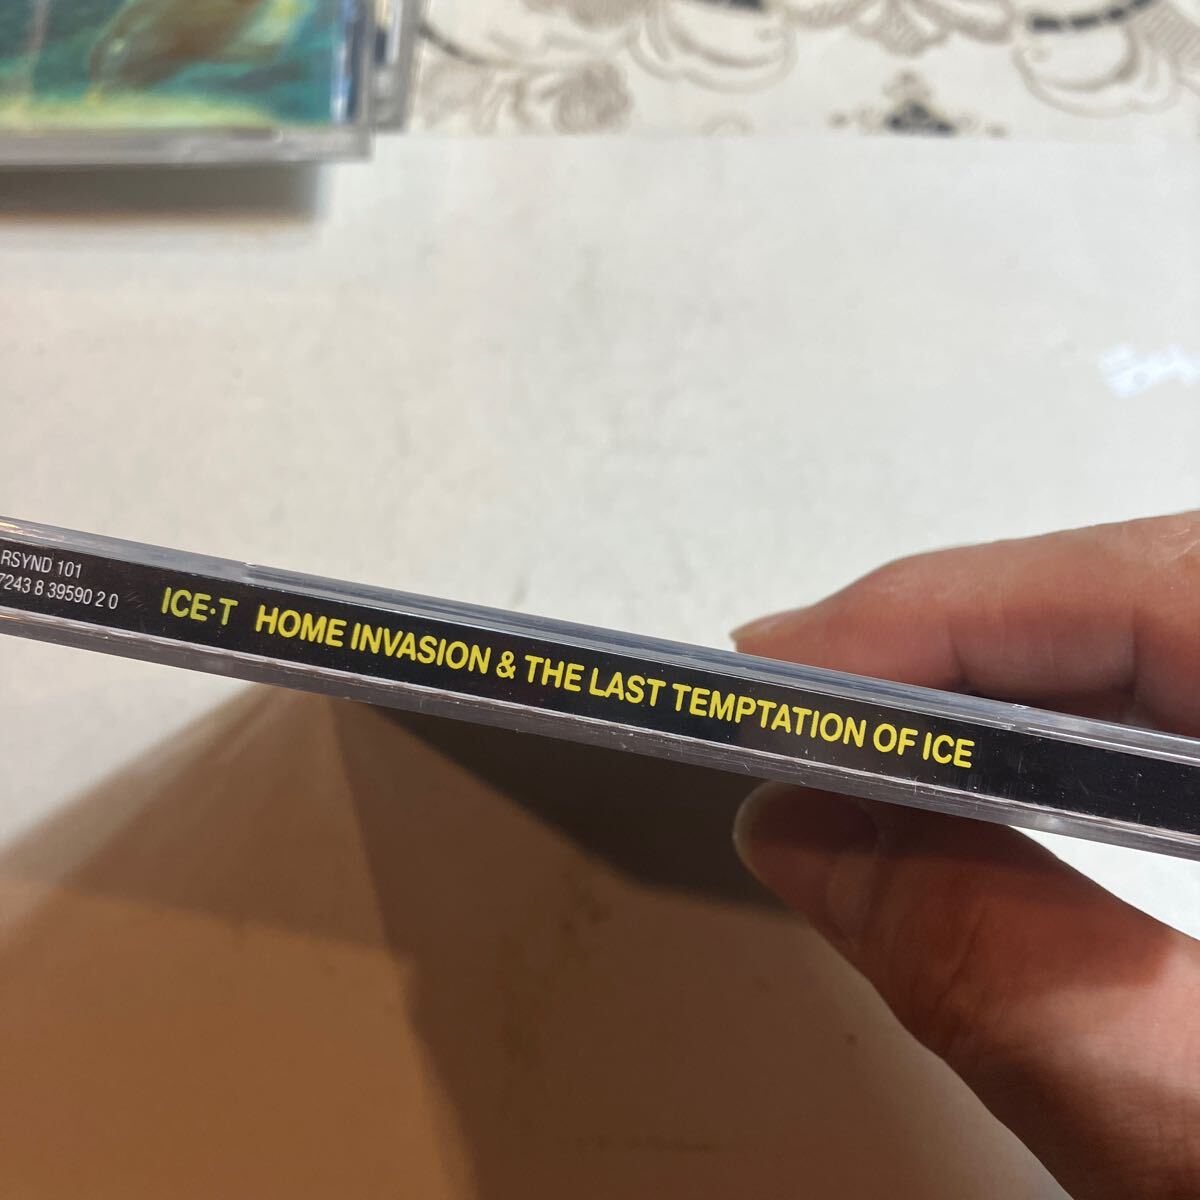 RSYND 101
7243 8 39590 2 0
ICE·T HOME INVASION & THE LAST TEMPTATION OF ICE